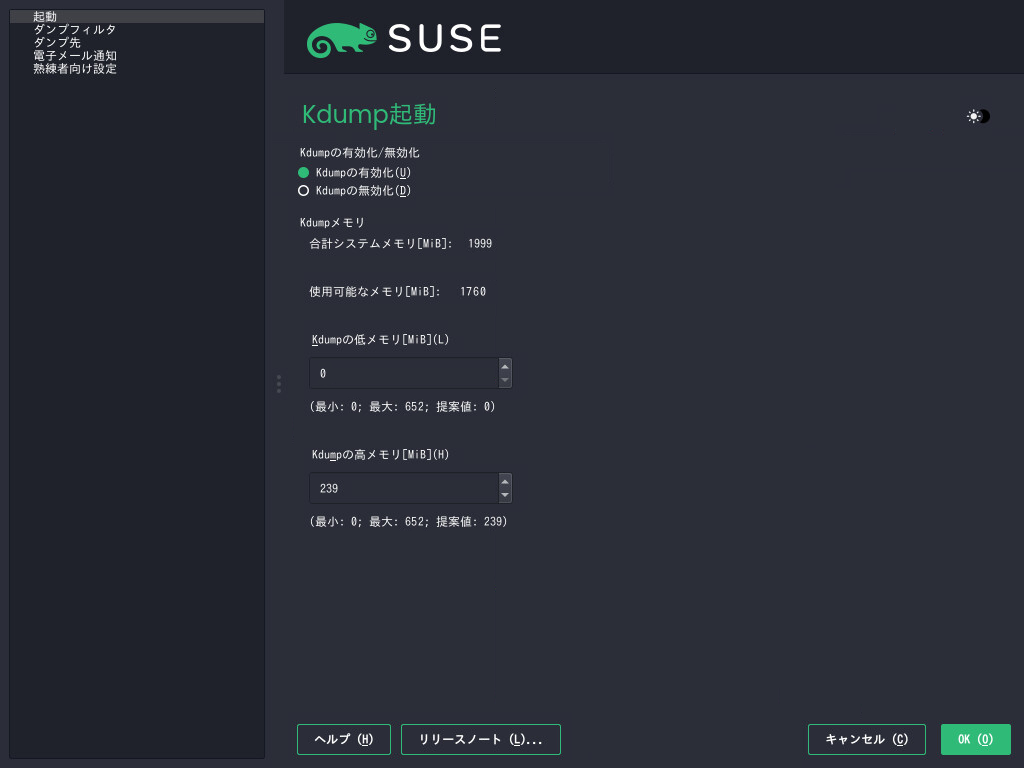 起動
ダンプフィルタ
ダンプ先
電子メール通知
熟練者向け設定
SUSE
Kdump起動
Kdumpの有効化/無効化
Kdumpの有効化(U)
Kdumpの無効化(D)
Kdumpメモリ
合計システムメモリ[MiB]: 1999
使用可能なメモリ[MiB]: 1760
Kdumpの低メモリ[MiB](L)
0
(最小: 0; 最大: 652; 提案値: 0)
Kdumpの高メモリ[MiB](H)
239
(最小: 0; 最大: 652; 提案値: 239)
ヘルプ (H) リリースノート (L)... キャンセル (C) OK (O)